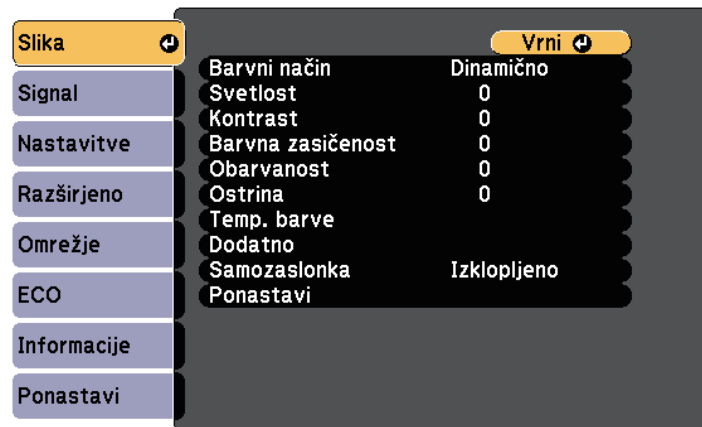 Slika
Signal
Nastavitve
Razširjeno
Omrežje
ECO
Informacije
Ponastavi
Vrni
Barvni način Dinamično
Svetlost 0
Kontrast 0
Barvna zasičenost 0
Obarvanost 0
Ostrina 0
Temp. barve
Dodatno
Samozaslonka Izklopljeno
Ponastavi